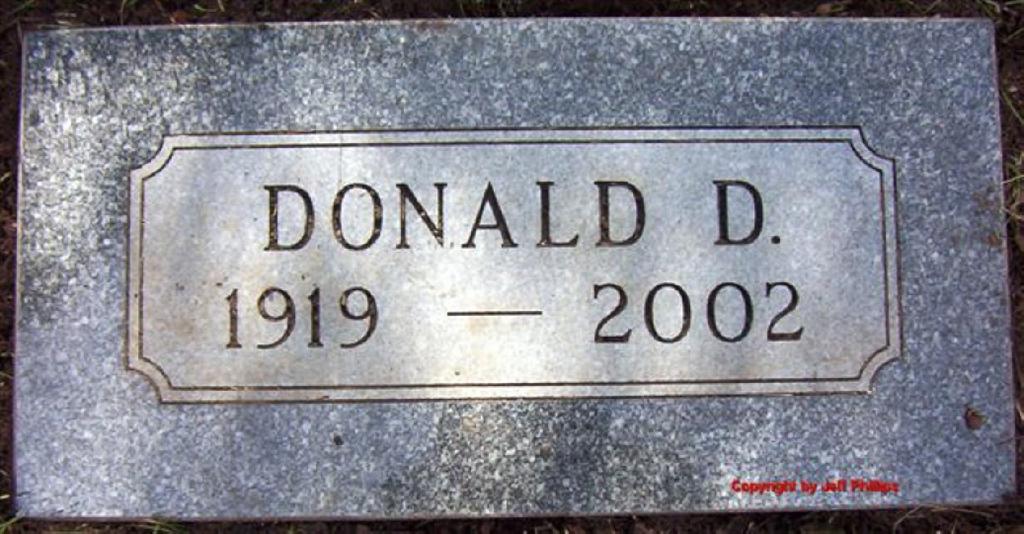 DONALD D.
1919 — 2002
Copyright by Jeff Phillips